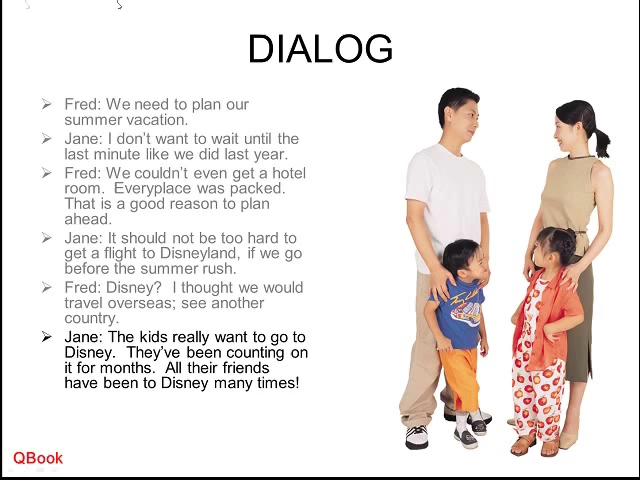 DIALOG
Fred: We need to plan our
summer vacation.
Jane: I don't want to wait until the
last minute like we did last year.
Fred: We couldn't even get a hotel
room.  Everyplace was packed.
That is a good reason to plan
ahead.
Jane: It should not be too hard to
get a flight to Disneyland, if we go
before the summer rush.
Fred: Disney?  I thought we would
travel overseas; see another
country.
Jane: The kids really want to go to
Disney.  They've been counting on
it for months.  All their friends
have been to Disney many times!
QBook